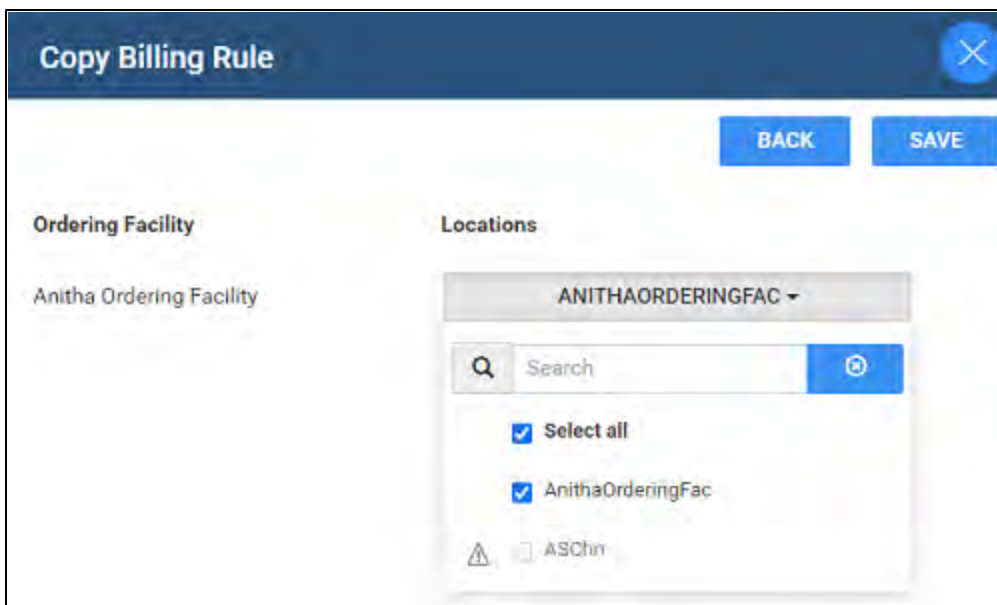 Copy Billing Rule
BACK SAVE
Ordering Facility Locations
Anitha Ordering Facility ANITHAORDERINGFAC
Search
Select all
AnithaOrderingFac
ASChn